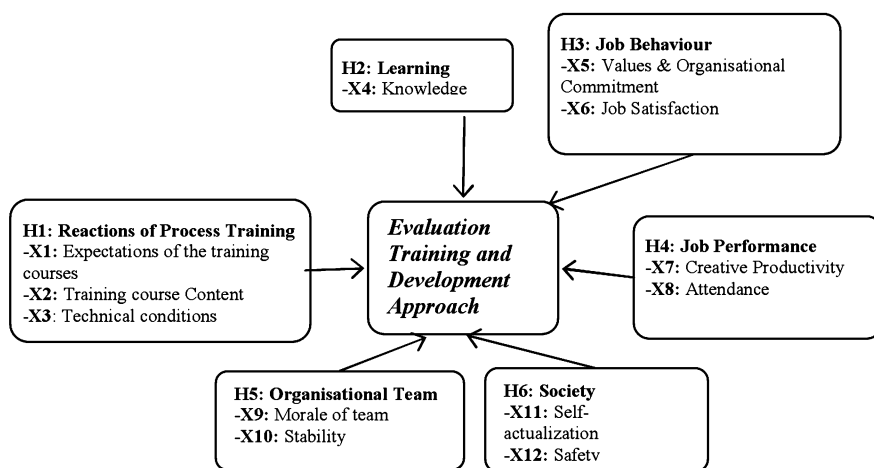 H2: Learning
-X4: Knowledge
H3: Job Behaviour
-X5: Values & Organisational
Commitment
-X6: Job Satisfaction
H1: Reactions of Process Training
-X1: Expectations of the training
courses
-X2: Training course Content
-X3: Technical conditions
Evaluation
Training and
Development
Approach
H4: Job Performance
-X7: Creative Productivity
-X8: Attendance
H5: Organisational Team
-X9: Morale of team
-X10: Stability
H6: Society
-X11: Self-
actualization
-X12: Safety